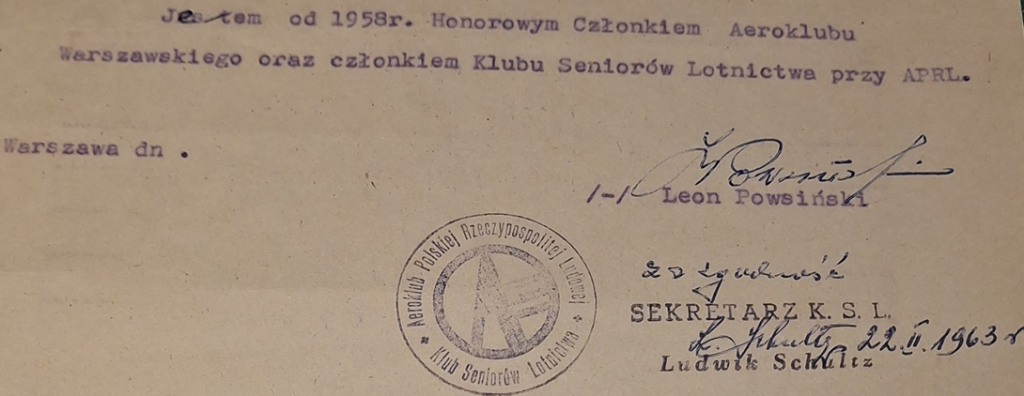 Jestem od 1958r. Honorowym Członkiem Aeroklubu
Warszawskiego oraz członkiem Klubu Seniorów Lotnictwa przy APRL.
Warszawa dn .
/-/ Leon Powsiński
Aeroklub Polskiej Rzeczypospolitej Ludowej
* Klub Seniorów Lotnictwa *
za zgodność
SEKRETARZ K. S. L.
L. Schultz 22.II.1963 r
Ludwik Schultz